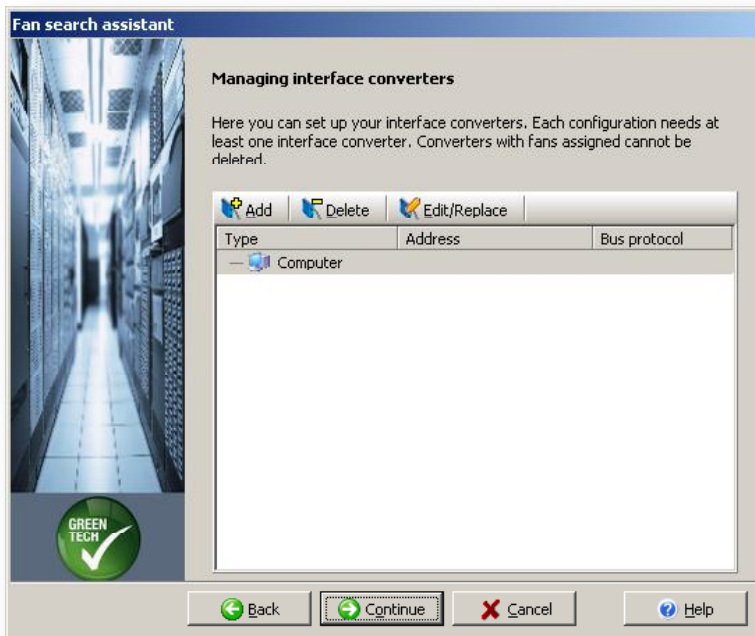 Fan search assistant
Managing interface converters
Here you can set up your interface converters. Each configuration needs at
least one interface converter. Converters with fans assigned cannot be
deleted.
Add Delete Edit/Replace
Type Address Bus protocol
Computer
GREEN
TECH
Back Continue Cancel Help